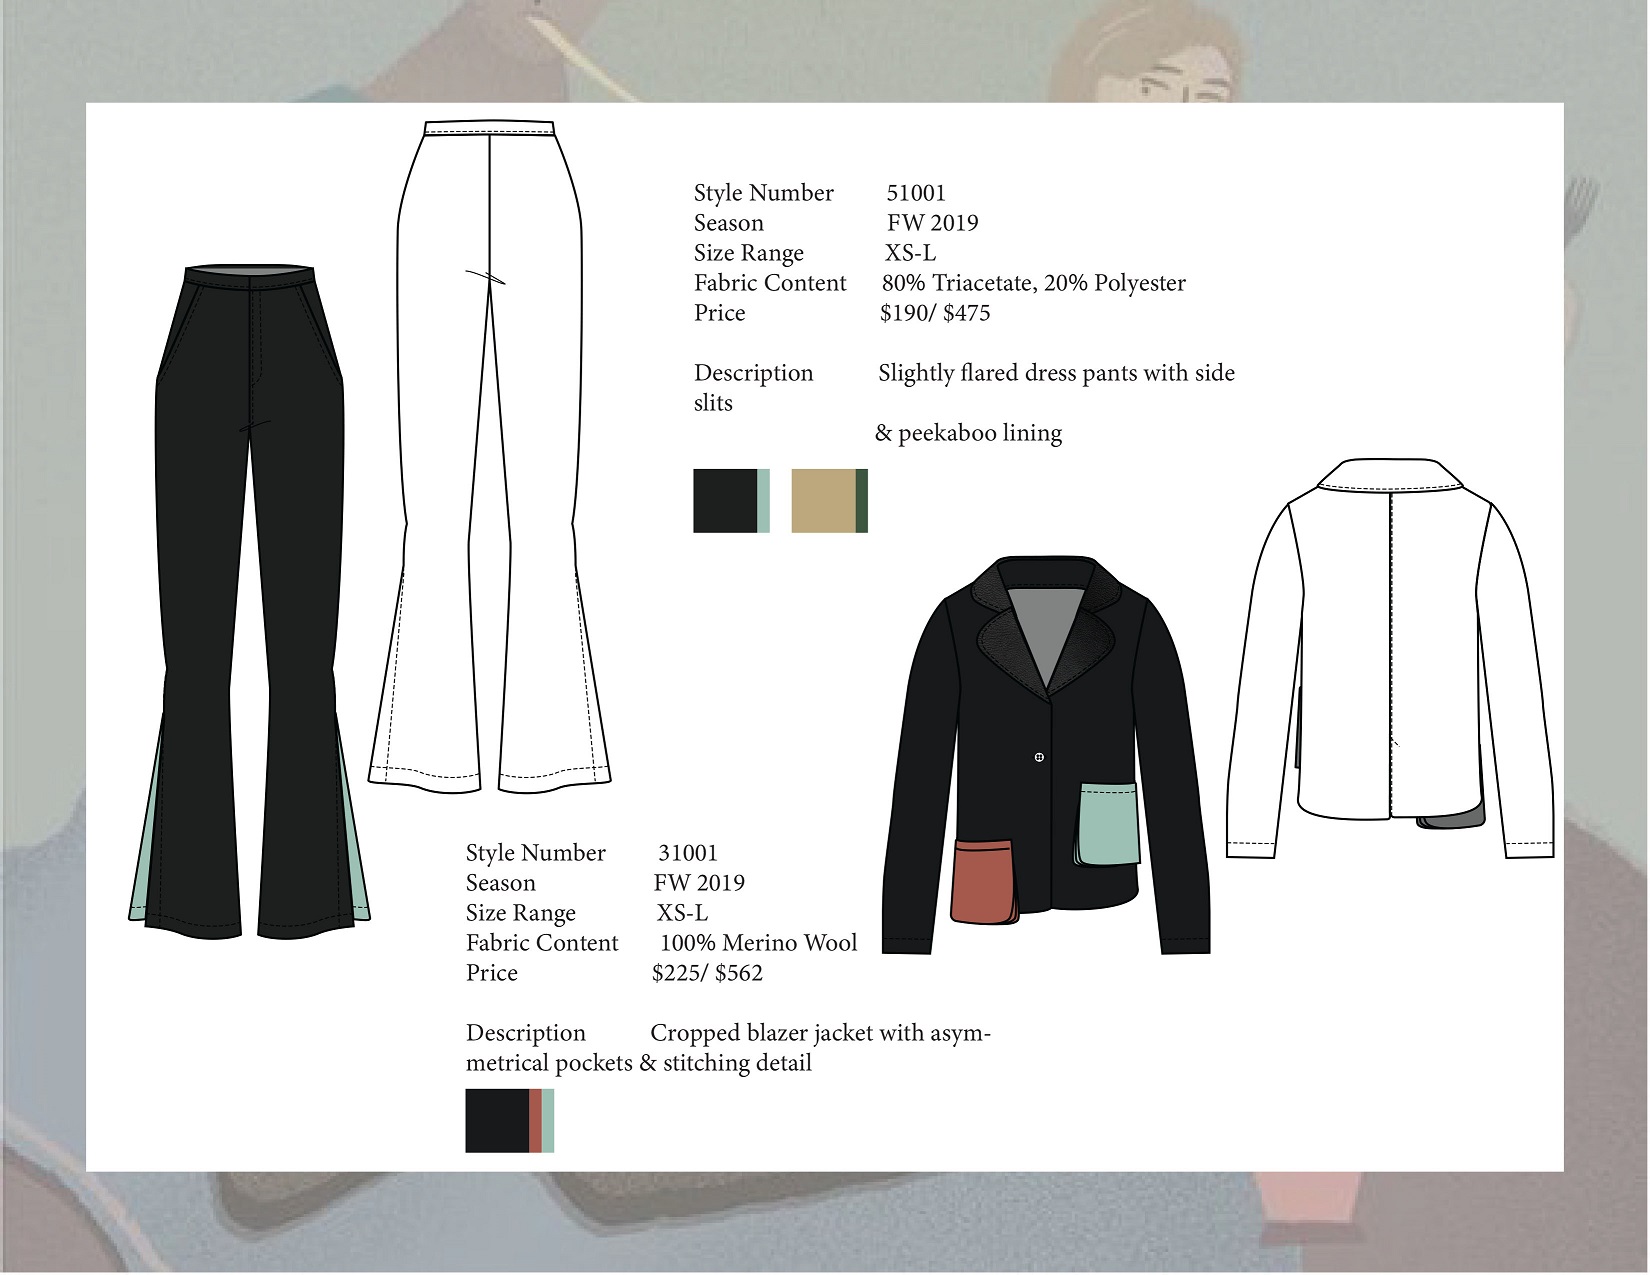 Style Number 51001
Season FW 2019
Size Range XS-L
Fabric Content 80% Triacetate, 20% Polyester
Price $190/ $475
Description Slightly flared dress pants with side
slits
& peekaboo lining
Style Number 31001
Season FW 2019
Size Range XS-L
Fabric Content 100% Merino Wool
Price $225/ $562
Description Cropped blazer jacket with asym-
metrical pockets & stitching detail